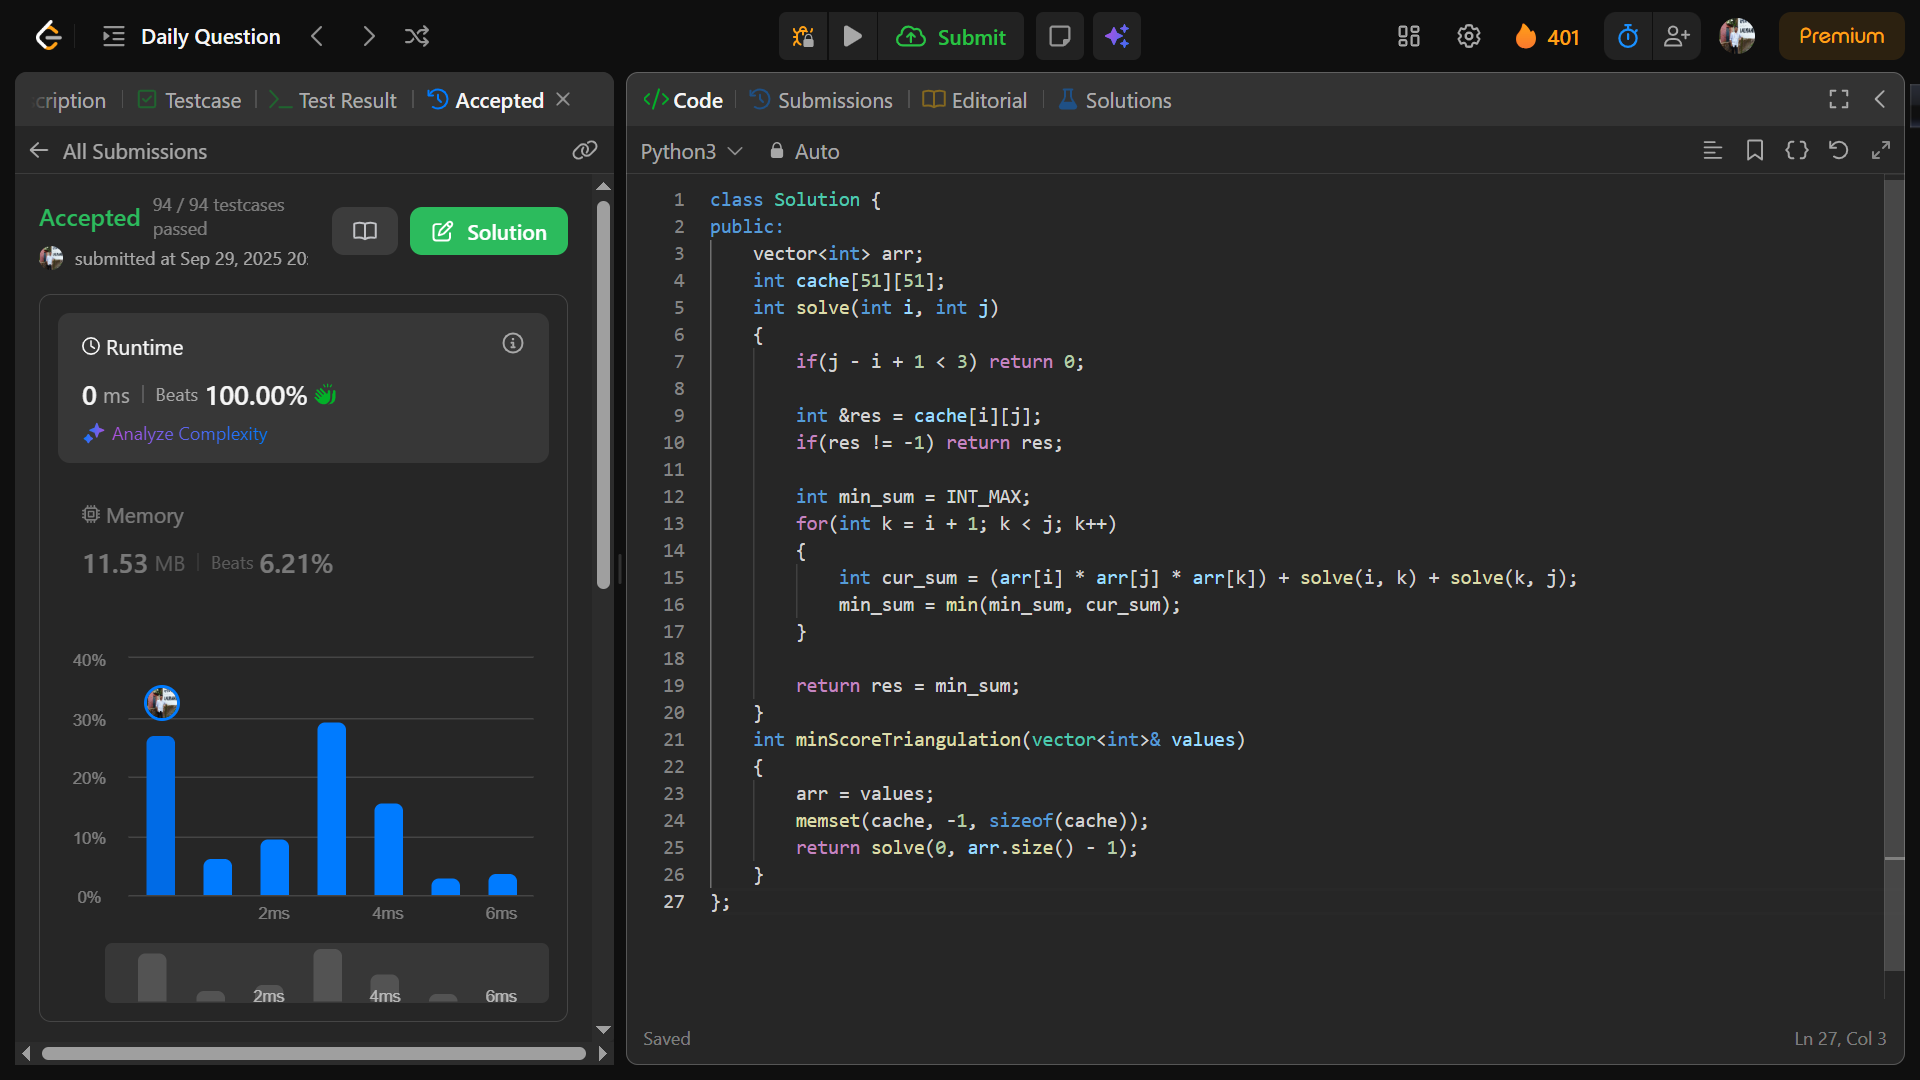 Daily Question
Submit
401
Premium
cription
Testcase
Test Result
Accepted
All Submissions
Accepted
94 / 94 testcases
passed
submitted at Sep 29, 2025 20:
Solution
Runtime
0 ms
Beats 100.00%
Analyze Complexity
Memory
11.53 MB
Beats 6.21%
40%
30%
20%
10%
0%
2ms
4ms
6ms
2ms
4ms
6ms
Code
Submissions
Editorial
Solutions
Python3
Auto
1 class Solution {
2 public:
3     vector<int> arr;
4     int cache[51][51];
5     int solve(int i, int j)
6     {
7         if(j - i + 1 < 3) return 0;
8
9         int &res = cache[i][j];
10         if(res != -1) return res;
11
12         int min_sum = INT_MAX;
13         for(int k = i + 1; k < j; k++)
14         {
15             int cur_sum = (arr[i] * arr[j] * arr[k]) + solve(i, k) + solve(k, j);
16             min_sum = min(min_sum, cur_sum);
17         }
18
19         return res = min_sum;
20     }
21     int minScoreTriangulation(vector<int>& values)
22     {
23         arr = values;
24         memset(cache, -1, sizeof(cache));
25         return solve(0, arr.size() - 1);
26     }
27 };
Saved
Ln 27, Col 3